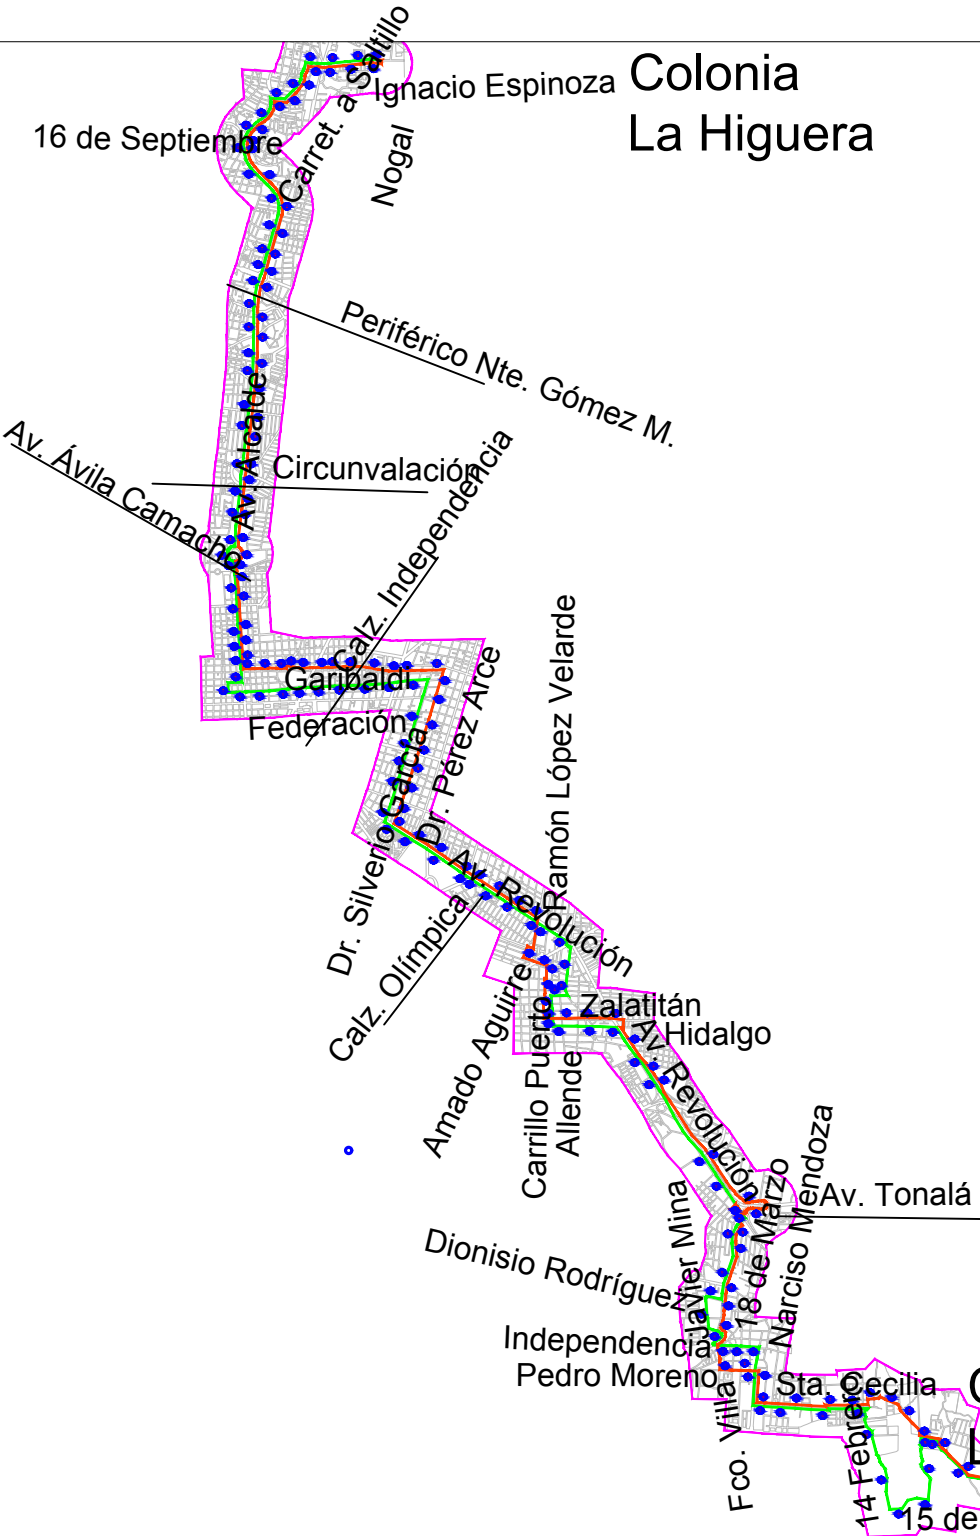 Colonia
La Higuera
Carret. a Saltillo
Ignacio Espinoza
16 de Septiembre
Nogal
Periférico Nte. Gómez M.
Av. Alcalde
Av. Ávila Camacho
Circunvalación
Calz. Independencia
Garibaldi
Federación
Dr. Silverio García
Dr. Pérez Arce
Ramón López Velarde
Av. Revolución
Calz. Olímpica
Amado Aguirre
Carrillo Puerto
Allende
Zalatitán
Hidalgo
Av. Revolución
Av. Tonalá
Javier Mina
18 de Marzo
Narciso Mendoza
Dionisio Rodríguez
Independencia
Pedro Moreno
Fco. Villa
Sta. Cecilia
14 Febrero
15 de